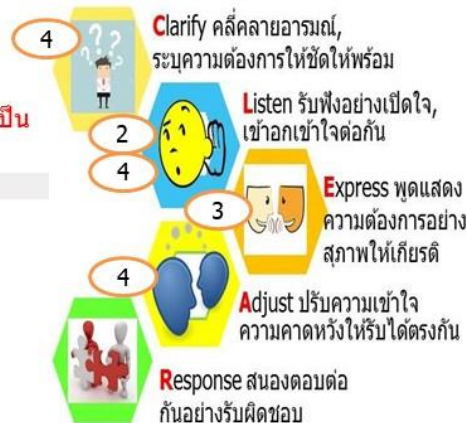 4
Clarify คลี่คลายอารมณ์,
ระบุความต้องการให้ชัดให้พร้อม
ป็น
2
4
Listen รับฟังอย่างเปิดใจ,
เข้าอกเข้าใจต่อกัน
3
Express พูดแสดง
ความต้องการอย่าง
สุภาพให้เกียรติ
4
Adjust ปรับความเข้าใจ
ความคาดหวังให้รับได้ตรงกัน
Response สนองตอบต่อ
กันอย่างรับผิดชอบ